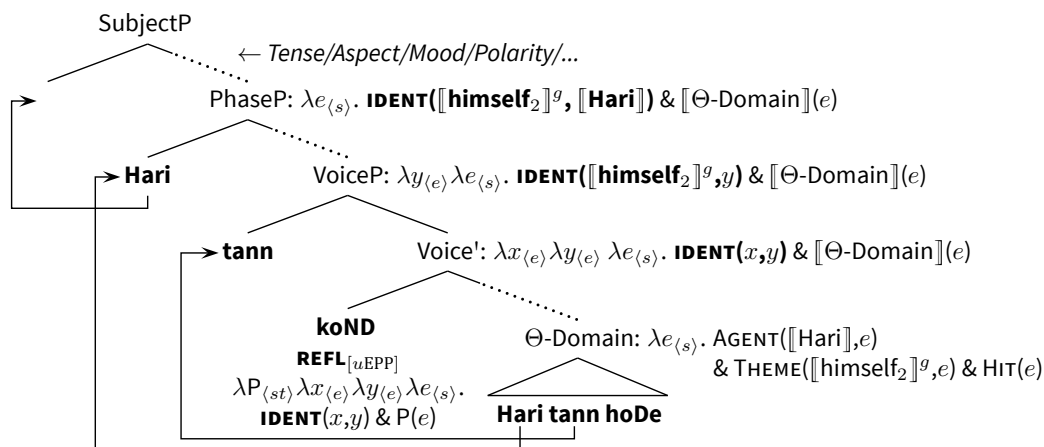 SubjectP
← Tense/Aspect/Mood/Polarity/...
PhaseP: λe⟨s⟩. IDENT(⟦himself₂⟧ᵍ, ⟦Hari⟧) & ⟦Θ-Domain⟧(e)
Hari
VoiceP: λy⟨e⟩λe⟨s⟩. IDENT(⟦himself₂⟧ᵍ,y) & ⟦Θ-Domain⟧(e)
tann
Voice': λx⟨e⟩λy⟨e⟩ λe⟨s⟩. IDENT(x,y) & ⟦Θ-Domain⟧(e)
koND
REFL[uEPP]
λP⟨st⟩λx⟨e⟩λy⟨e⟩λe⟨s⟩.
IDENT(x,y) & P(e)
Θ-Domain: λe⟨s⟩. AGENT(⟦Hari⟧,e)
& THEME(⟦himself₂⟧ᵍ,e) & HIT(e)
Hari tann hoDe